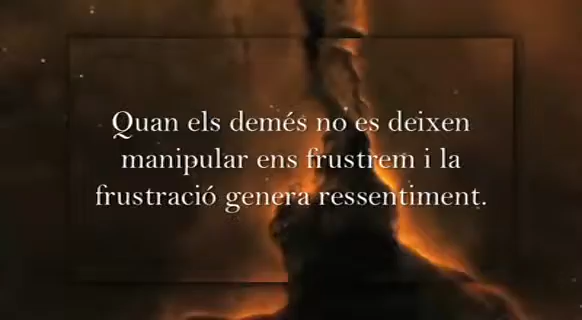 Quan els demés no es deixen
manipular ens frustrem i la
frustració genera ressentiment.